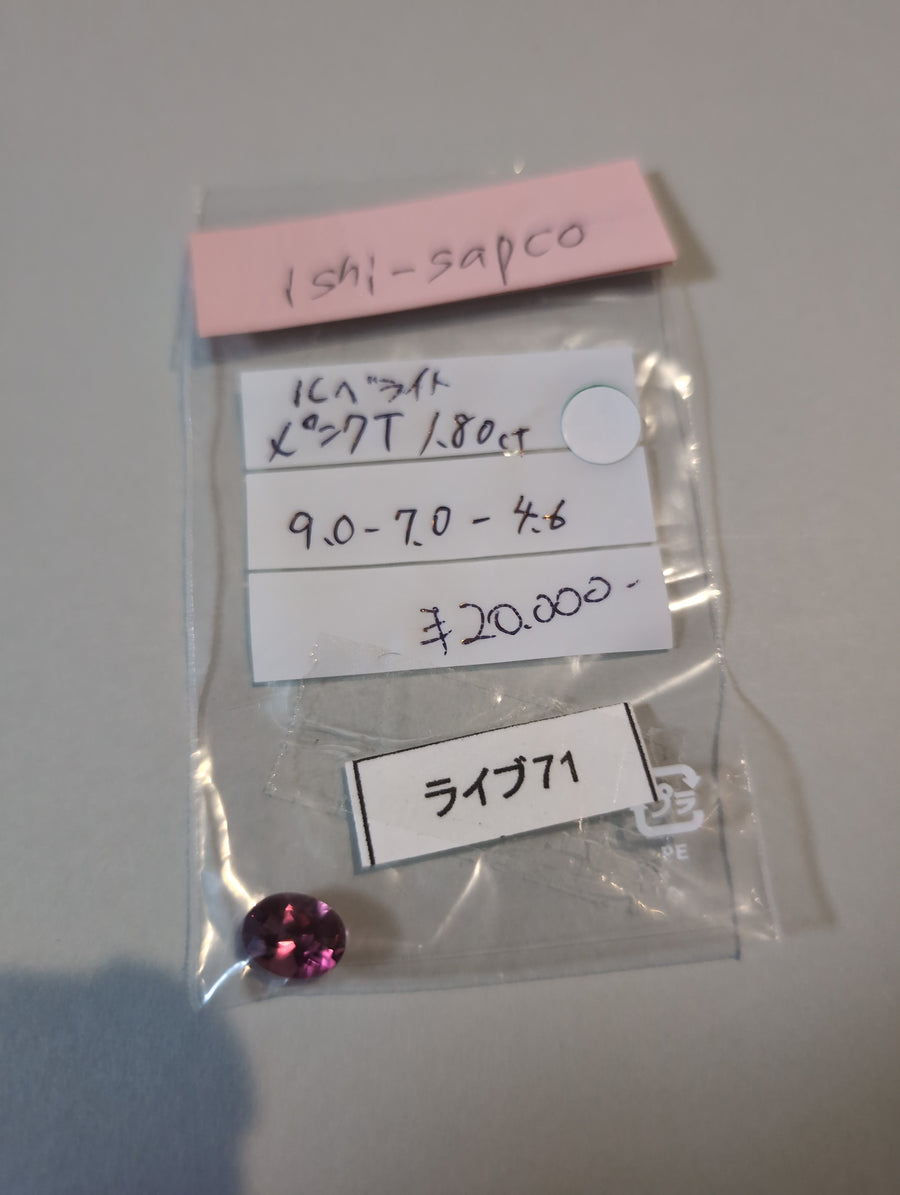 ishi-sapco
ルベライト
ピンクT 1.80ct
9.0-7.0-4.6
¥20.000-
ライブ71
プラ
PE